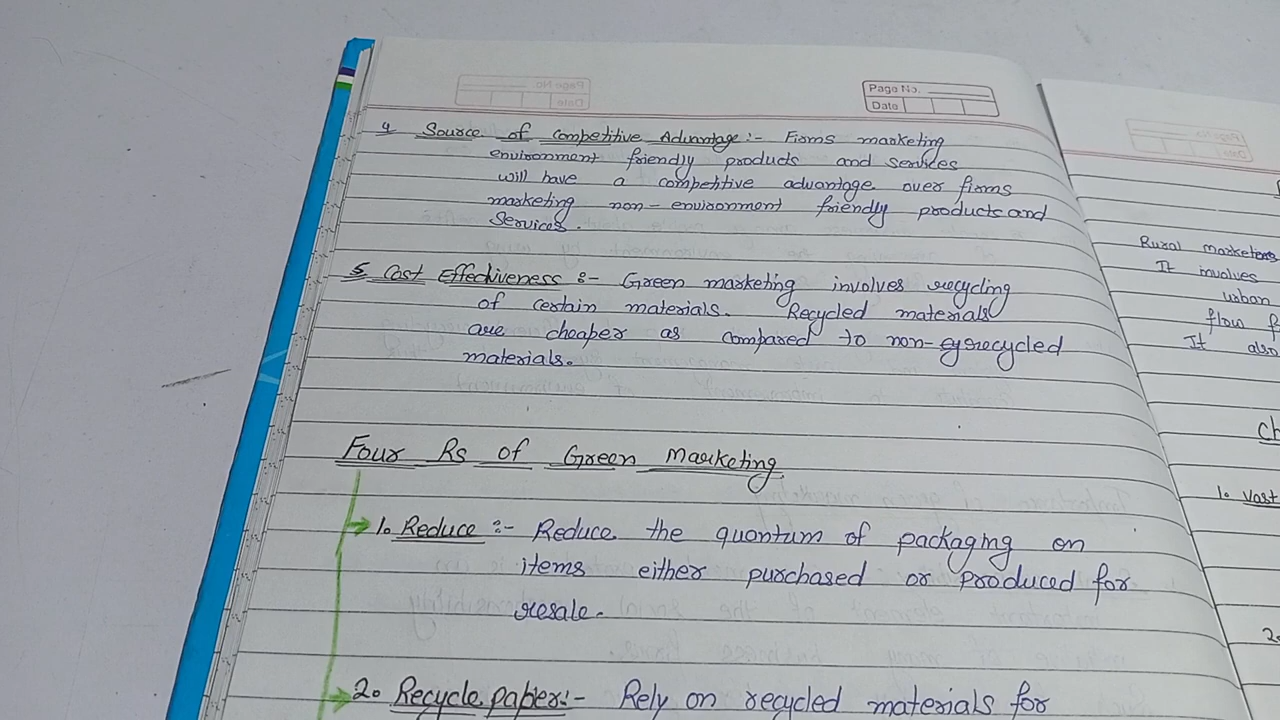 Page No.
Date
4 Source of Competitive Advantage :- Firms marketing
environment friendly products and services
will have a competitive advantage over firms
marketing non-environment friendly products and
services.
5 Cost Effectiveness :- Green marketing involves recycling
of certain materials. Recycled materials
are cheaper as compared to non-recycled
materials.
Four Rs of Green Marketing
1. Reduce :- Reduce the quantum of packaging on
items either purchased or produced for
resale.
2. Recycle paper :- Rely on recycled materials for
Rural marketing
It involves
urban
flow f
It also
Ch
1. Vast
2.